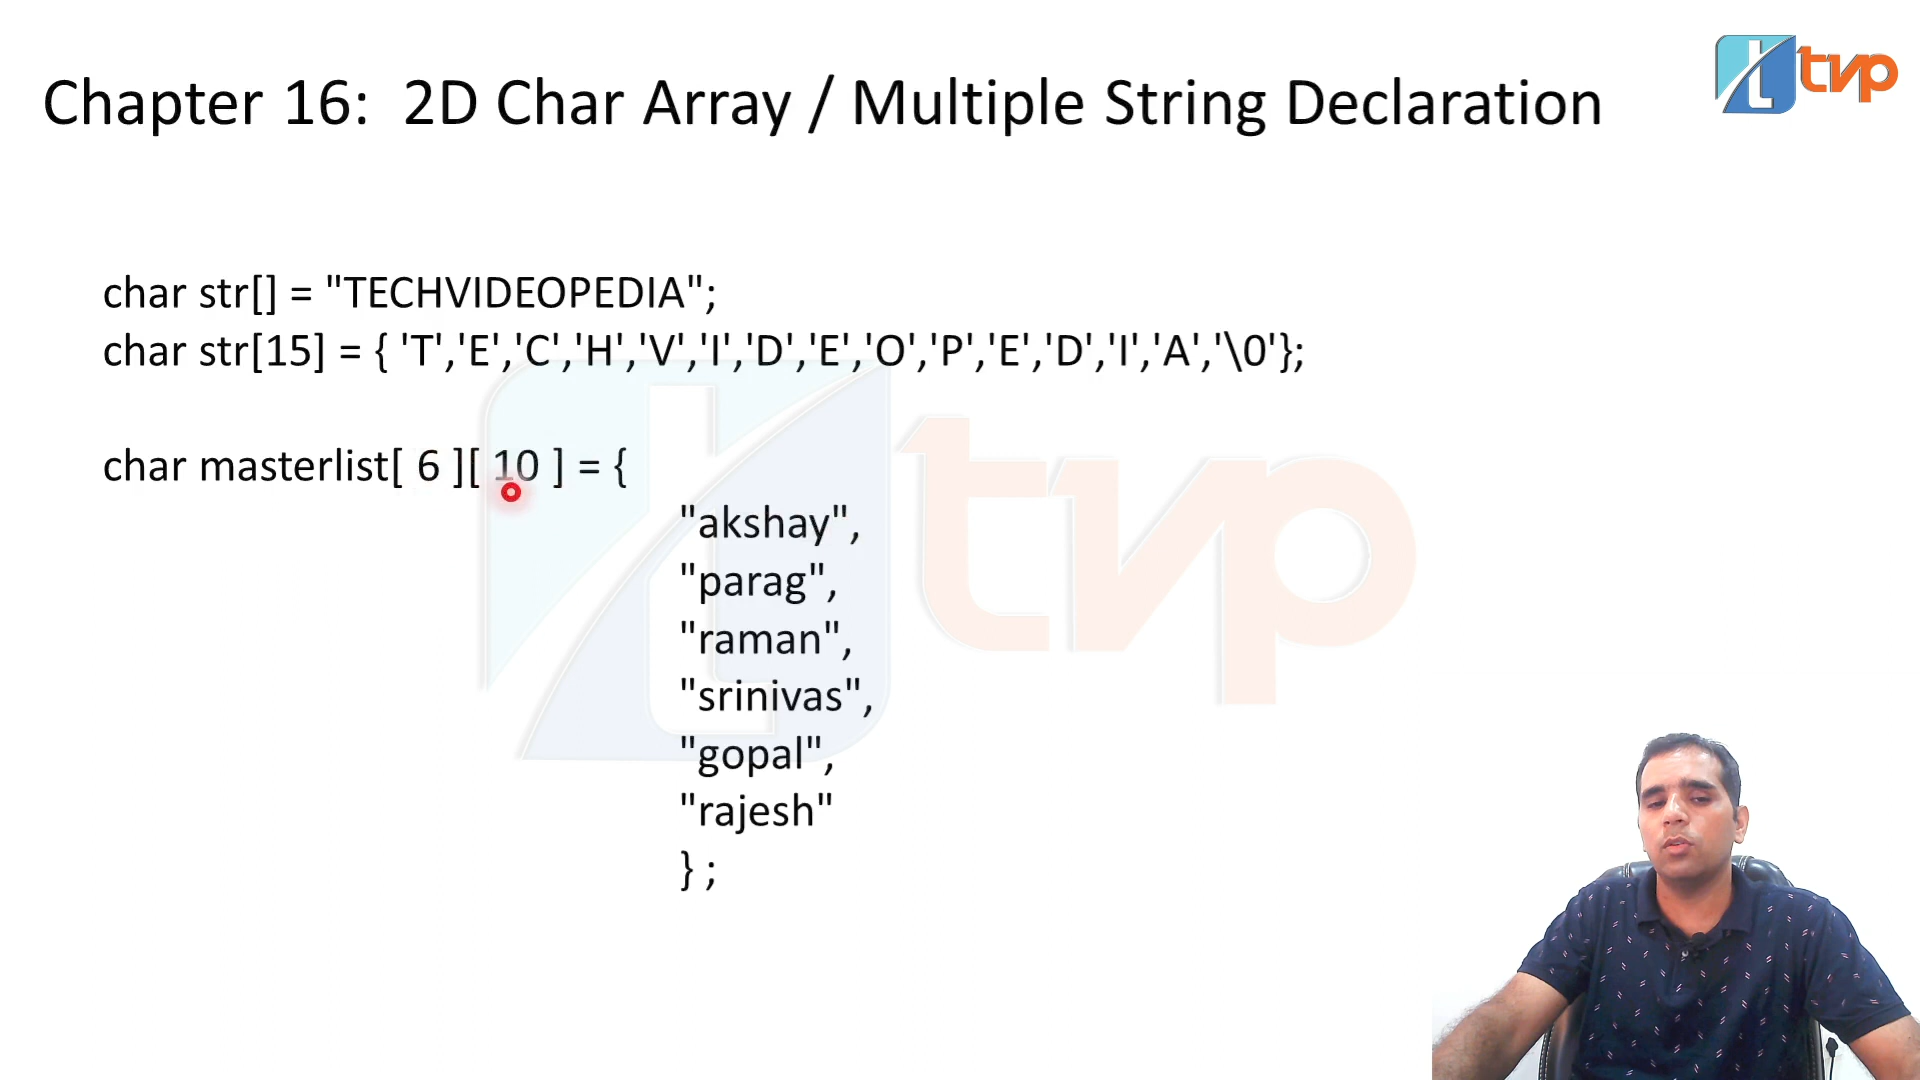 Chapter 16: 2D Char Array / Multiple String Declaration
tvp
char str[] = "TECHVIDEOPEDIA";
char str[15] = { 'T','E','C','H','V','I','D','E','O','P','E','D','I','A','\0'};
char masterlist[ 6 ][ 10 ] = {
"akshay",
"parag",
"raman",
"srinivas",
"gopal",
"rajesh"
} ;
tvp